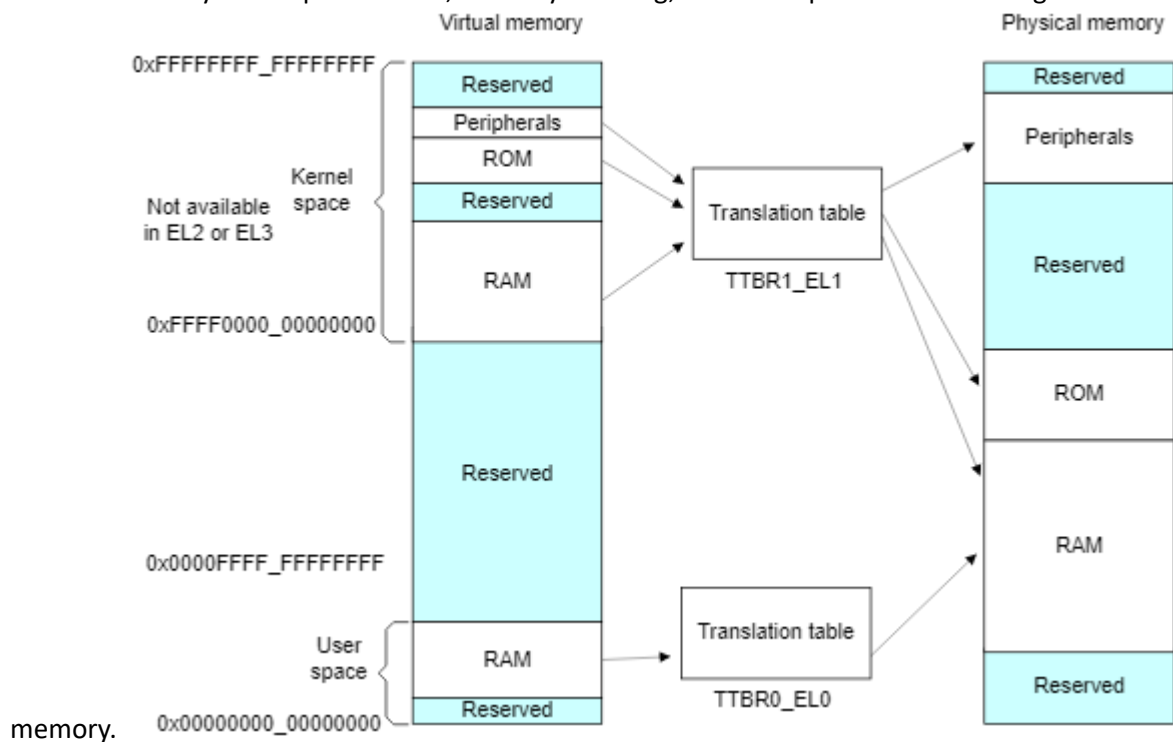 Virtual memory
Physical memory
0xFFFFFFFF_FFFFFFFF
Reserved
Peripherals
ROM
Reserved
RAM
Kernel
space
Not available
in EL2 or EL3
0xFFFF0000_00000000
Reserved
0x0000FFFF_FFFFFFFF
User
space
RAM
Reserved
0x00000000_00000000
Translation table
TTBR1_EL1
Translation table
TTBR0_EL0
Reserved
Peripherals
Reserved
ROM
RAM
Reserved
memory.